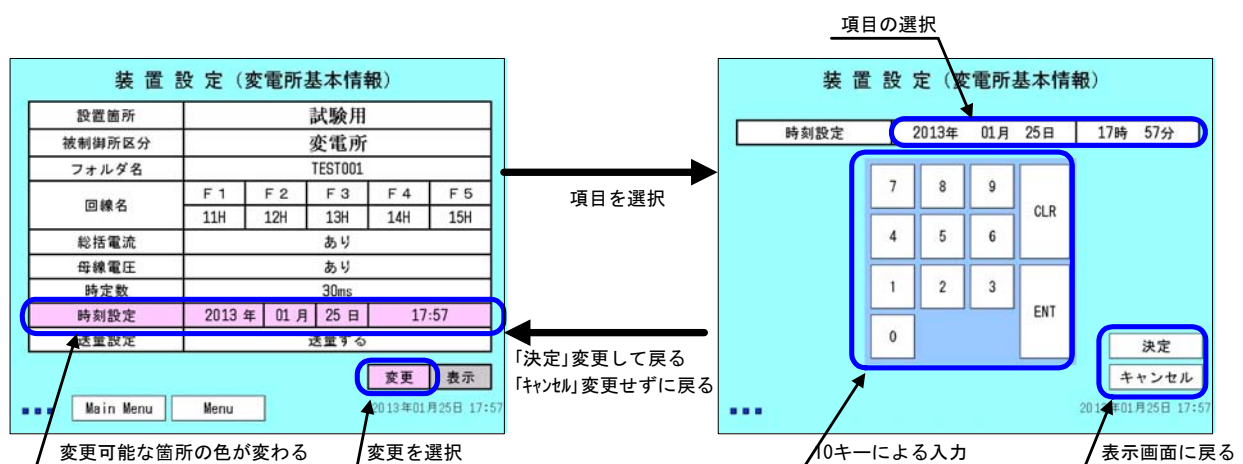 項目の選択
装 置 設 定（変電所基本情報）
設置箇所 試験用
被制御所区分 変電所
フォルダ名 TEST001
回線名 Ｆ１ Ｆ２ Ｆ３ Ｆ４ Ｆ５
11H 12H 13H 14H 15H
総括電流 あり
母線電圧 あり
時定数 30ms
時刻設定 2013 年 01 月 25 日 17:57
送量設定 送量する
変更 表示
Main Menu Menu
2013年01月25日 17:57
変更可能な箇所の色が変わる
変更を選択
項目を選択
「決定」変更して戻る
「ｷｬﾝｾﾙ」変更せずに戻る
装 置 設 定（変電所基本情報）
時刻設定 2013年 01月 25日 17時 57分
7 8 9 CLR
4 5 6
1 2 3 ENT
0
決定
キャンセル
2013年01月25日 17:57
10キーによる入力
表示画面に戻る